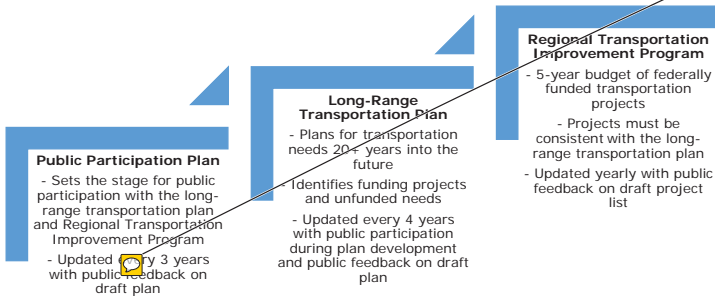 Public Participation Plan
- Sets the stage for public
participation with the long-
range transportation plan
and Regional Transportation
Improvement Program
- Updated every 3 years
with public feedback on
draft plan
Long-Range
Transportation Plan
- Plans for transportation
needs 20+ years into the
future
- Identifies funding projects
and unfunded needs
- Updated every 4 years
with public participation
during plan development
and public feedback on draft
plan
Regional Transportation
Improvement Program
- 5-year budget of federally
funded transportation
projects
- Projects must be
consistent with the long-
range transportation plan
- Updated yearly with public
feedback on draft project
list